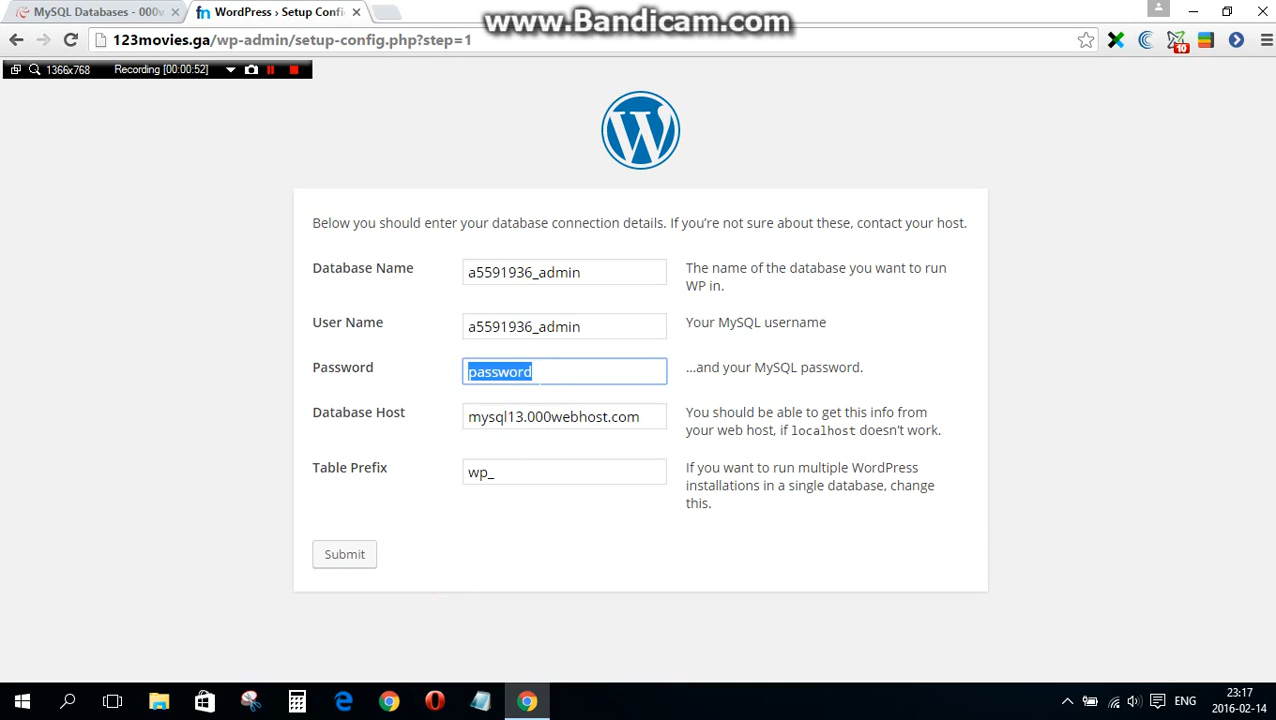 MySQL Databases - 000w
WordPress › Setup Confi
www.Bandicam.com
123movies.ga/wp-admin/setup-config.php?step=1
10
1366x768
Recording [00:00:52]
W
Below you should enter your database connection details. If you’re not sure about these, contact your host.
Database Name
a5591936_admin
The name of the database you want to run
WP in.
User Name
a5591936_admin
Your MySQL username
Password
password
…and your MySQL password.
Database Host
mysql13.000webhost.com
You should be able to get this info from
your web host, if localhost doesn’t work.
Table Prefix
wp_
If you want to run multiple WordPress
installations in a single database, change
this.
Submit
ENG
23:17
2016-02-14